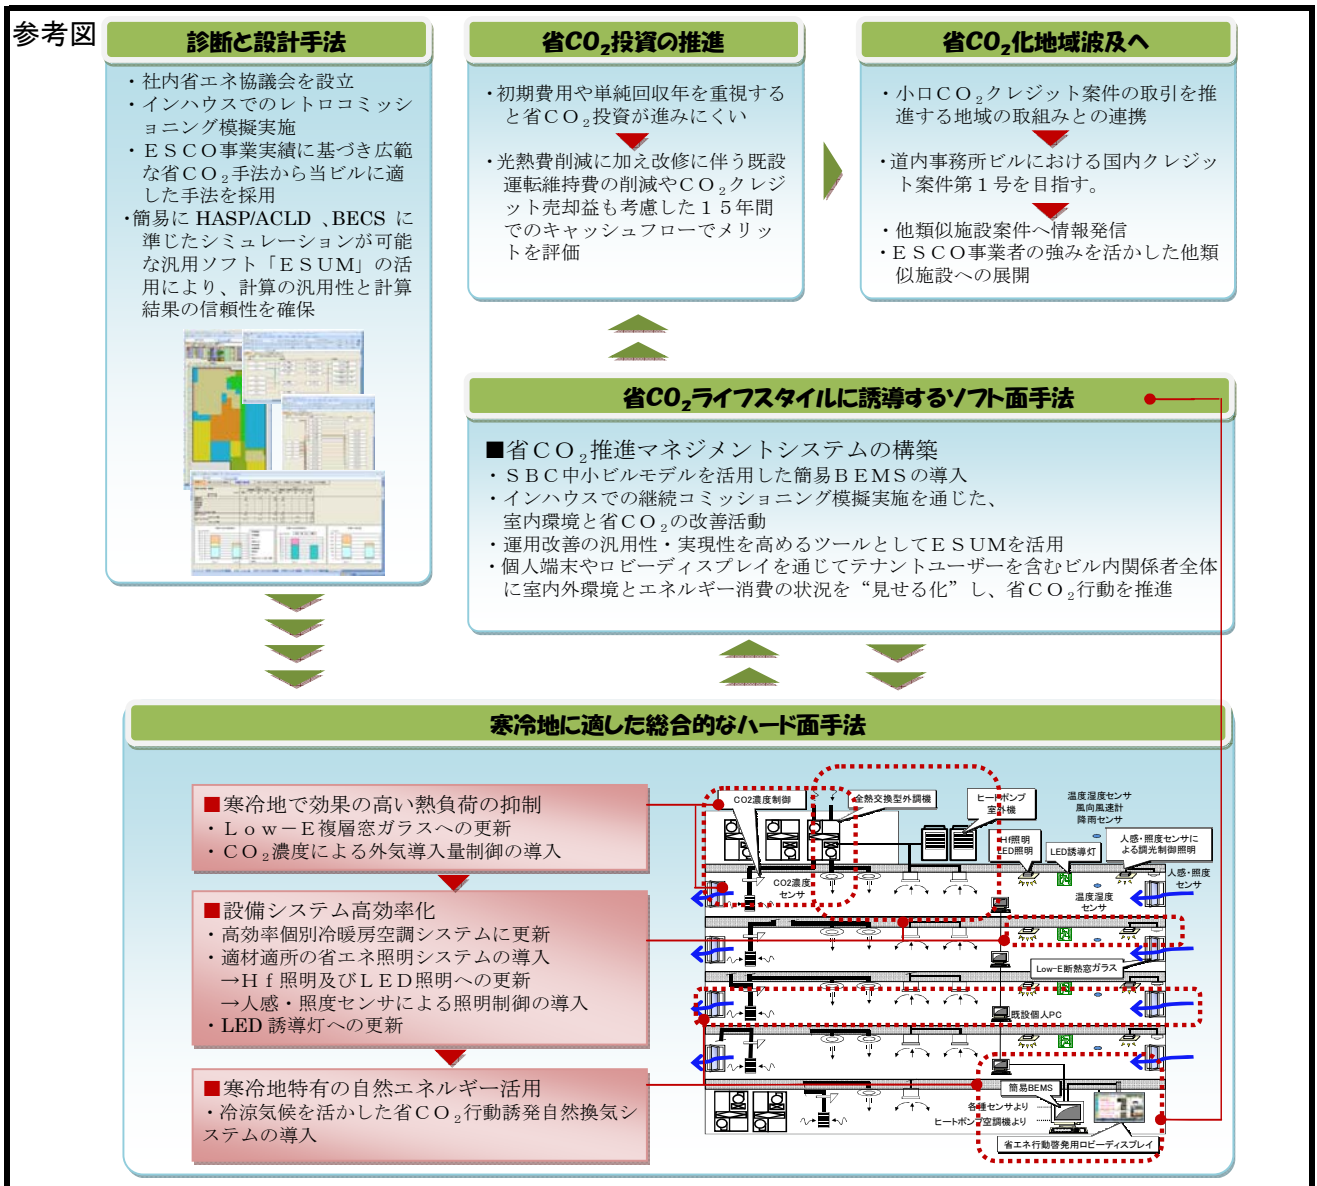 参考図
診断と設計手法
・社内省エネ協議会を設立
・インハウスでのレトロコミッシ
ョニング模擬実施
・ＥＳＣＯ事業実績に基づき広範
な省ＣＯ₂手法から当ビルに適
した手法を採用
・簡易に HASP/ACLD 、BECS に
準じたシミュレーションが可能
な汎用ソフト「ＥＳＵＭ」の活
用により、計算の汎用性と計算
結果の信頼性を確保
省CO₂投資の推進
・初期費用や単純回収年を重視する
と省ＣＯ₂投資が進みにくい
・光熱費削減に加え改修に伴う既設
運転維持費の削減やＣＯ₂クレジ
ット売却益も考慮した１５年間
でのキャッシュフローでメリッ
トを評価
省CO₂化地域波及へ
・小口ＣＯ₂クレジット案件の取引を推
進する地域の取組みとの連携
・道内事務所ビルにおける国内クレジッ
ト案件第１号を目指す。
・他類似施設案件へ情報発信
・ＥＳＣＯ事業者の強みを活かした他類
似施設への展開
省CO₂ライフスタイルに誘導するソフト面手法
■省ＣＯ₂推進マネジメントシステムの構築
・ＳＢＣ中小ビルモデルを活用した簡易ＢＥＭＳの導入
・インハウスでの継続コミッショニング模擬実施を通じた、
室内環境と省ＣＯ₂の改善活動
・運用改善の汎用性・実現性を高めるツールとしてＥＳＵＭを活用
・個人端末やロビーディスプレイを通じてテナントユーザーを含むビル内関係者全体
に室内外環境とエネルギー消費の状況を“見せる化”し、省ＣＯ₂行動を推進
寒冷地に適した総合的なハード面手法
■寒冷地で効果の高い熱負荷の抑制
・Ｌｏｗ－Ｅ複層窓ガラスへの更新
・ＣＯ₂濃度による外気導入量制御の導入
■設備システム高効率化
・高効率個別冷暖房空調システムに更新
・適材適所の省エネ照明システムの導入
→Ｈｆ照明及びＬＥＤ照明への更新
→人感・照度センサによる照明制御の導入
・LED 誘導灯への更新
■寒冷地特有の自然エネルギー活用
・冷涼気候を活かした省ＣＯ₂行動誘発自然換気シ
ステムの導入
CO2濃度制御
全熱交換型外調機
ヒートポンプ
室外機
温度湿度センサ
風向風速計
降雨センサ
Hf照明
LED照明
LED誘導灯
人感・照度センサに
よる調光制御照明
CO2濃度
センサ
温度湿度
センサ
人感・照度
センサ
Low-E断熱窓ガラス
既設個人PC
簡易BEMS
各種センサより
ヒートポンプ空調機より
省エネ行動啓発用ロビーディスプレイ